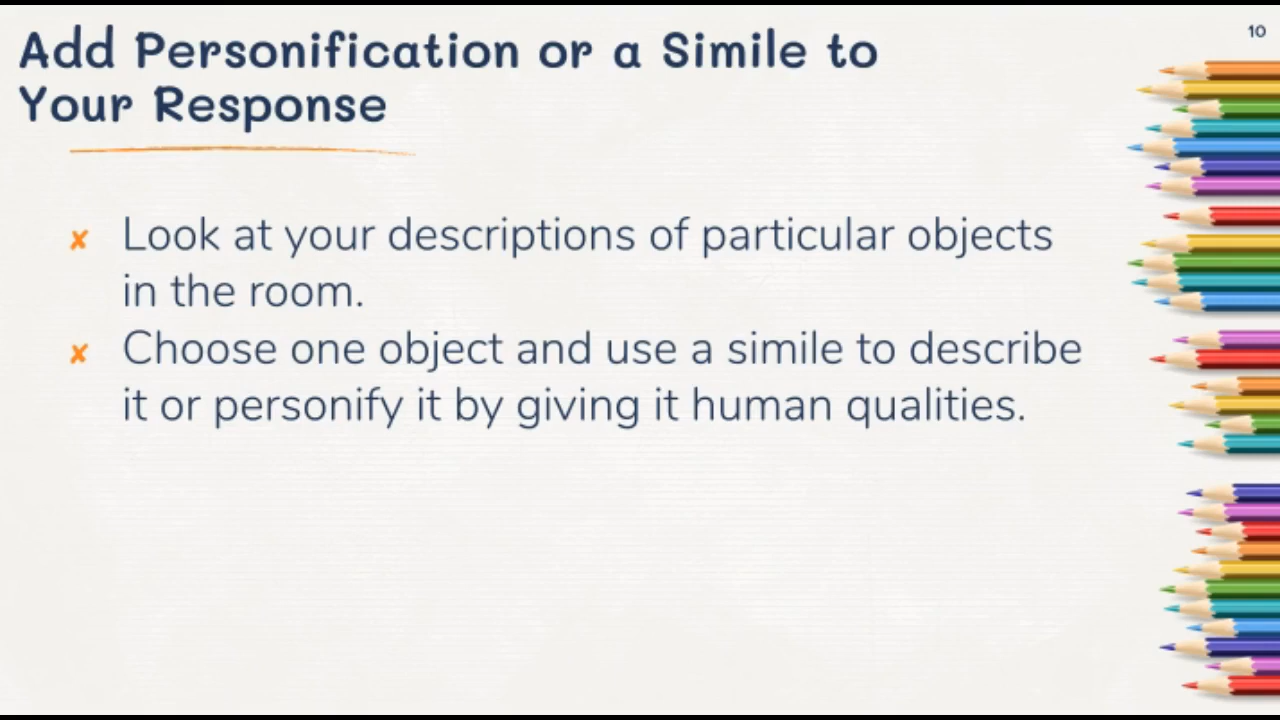 10
Add Personification or a Simile to
Your Response
✘ Look at your descriptions of particular objects
in the room.
✘ Choose one object and use a simile to describe
it or personify it by giving it human qualities.